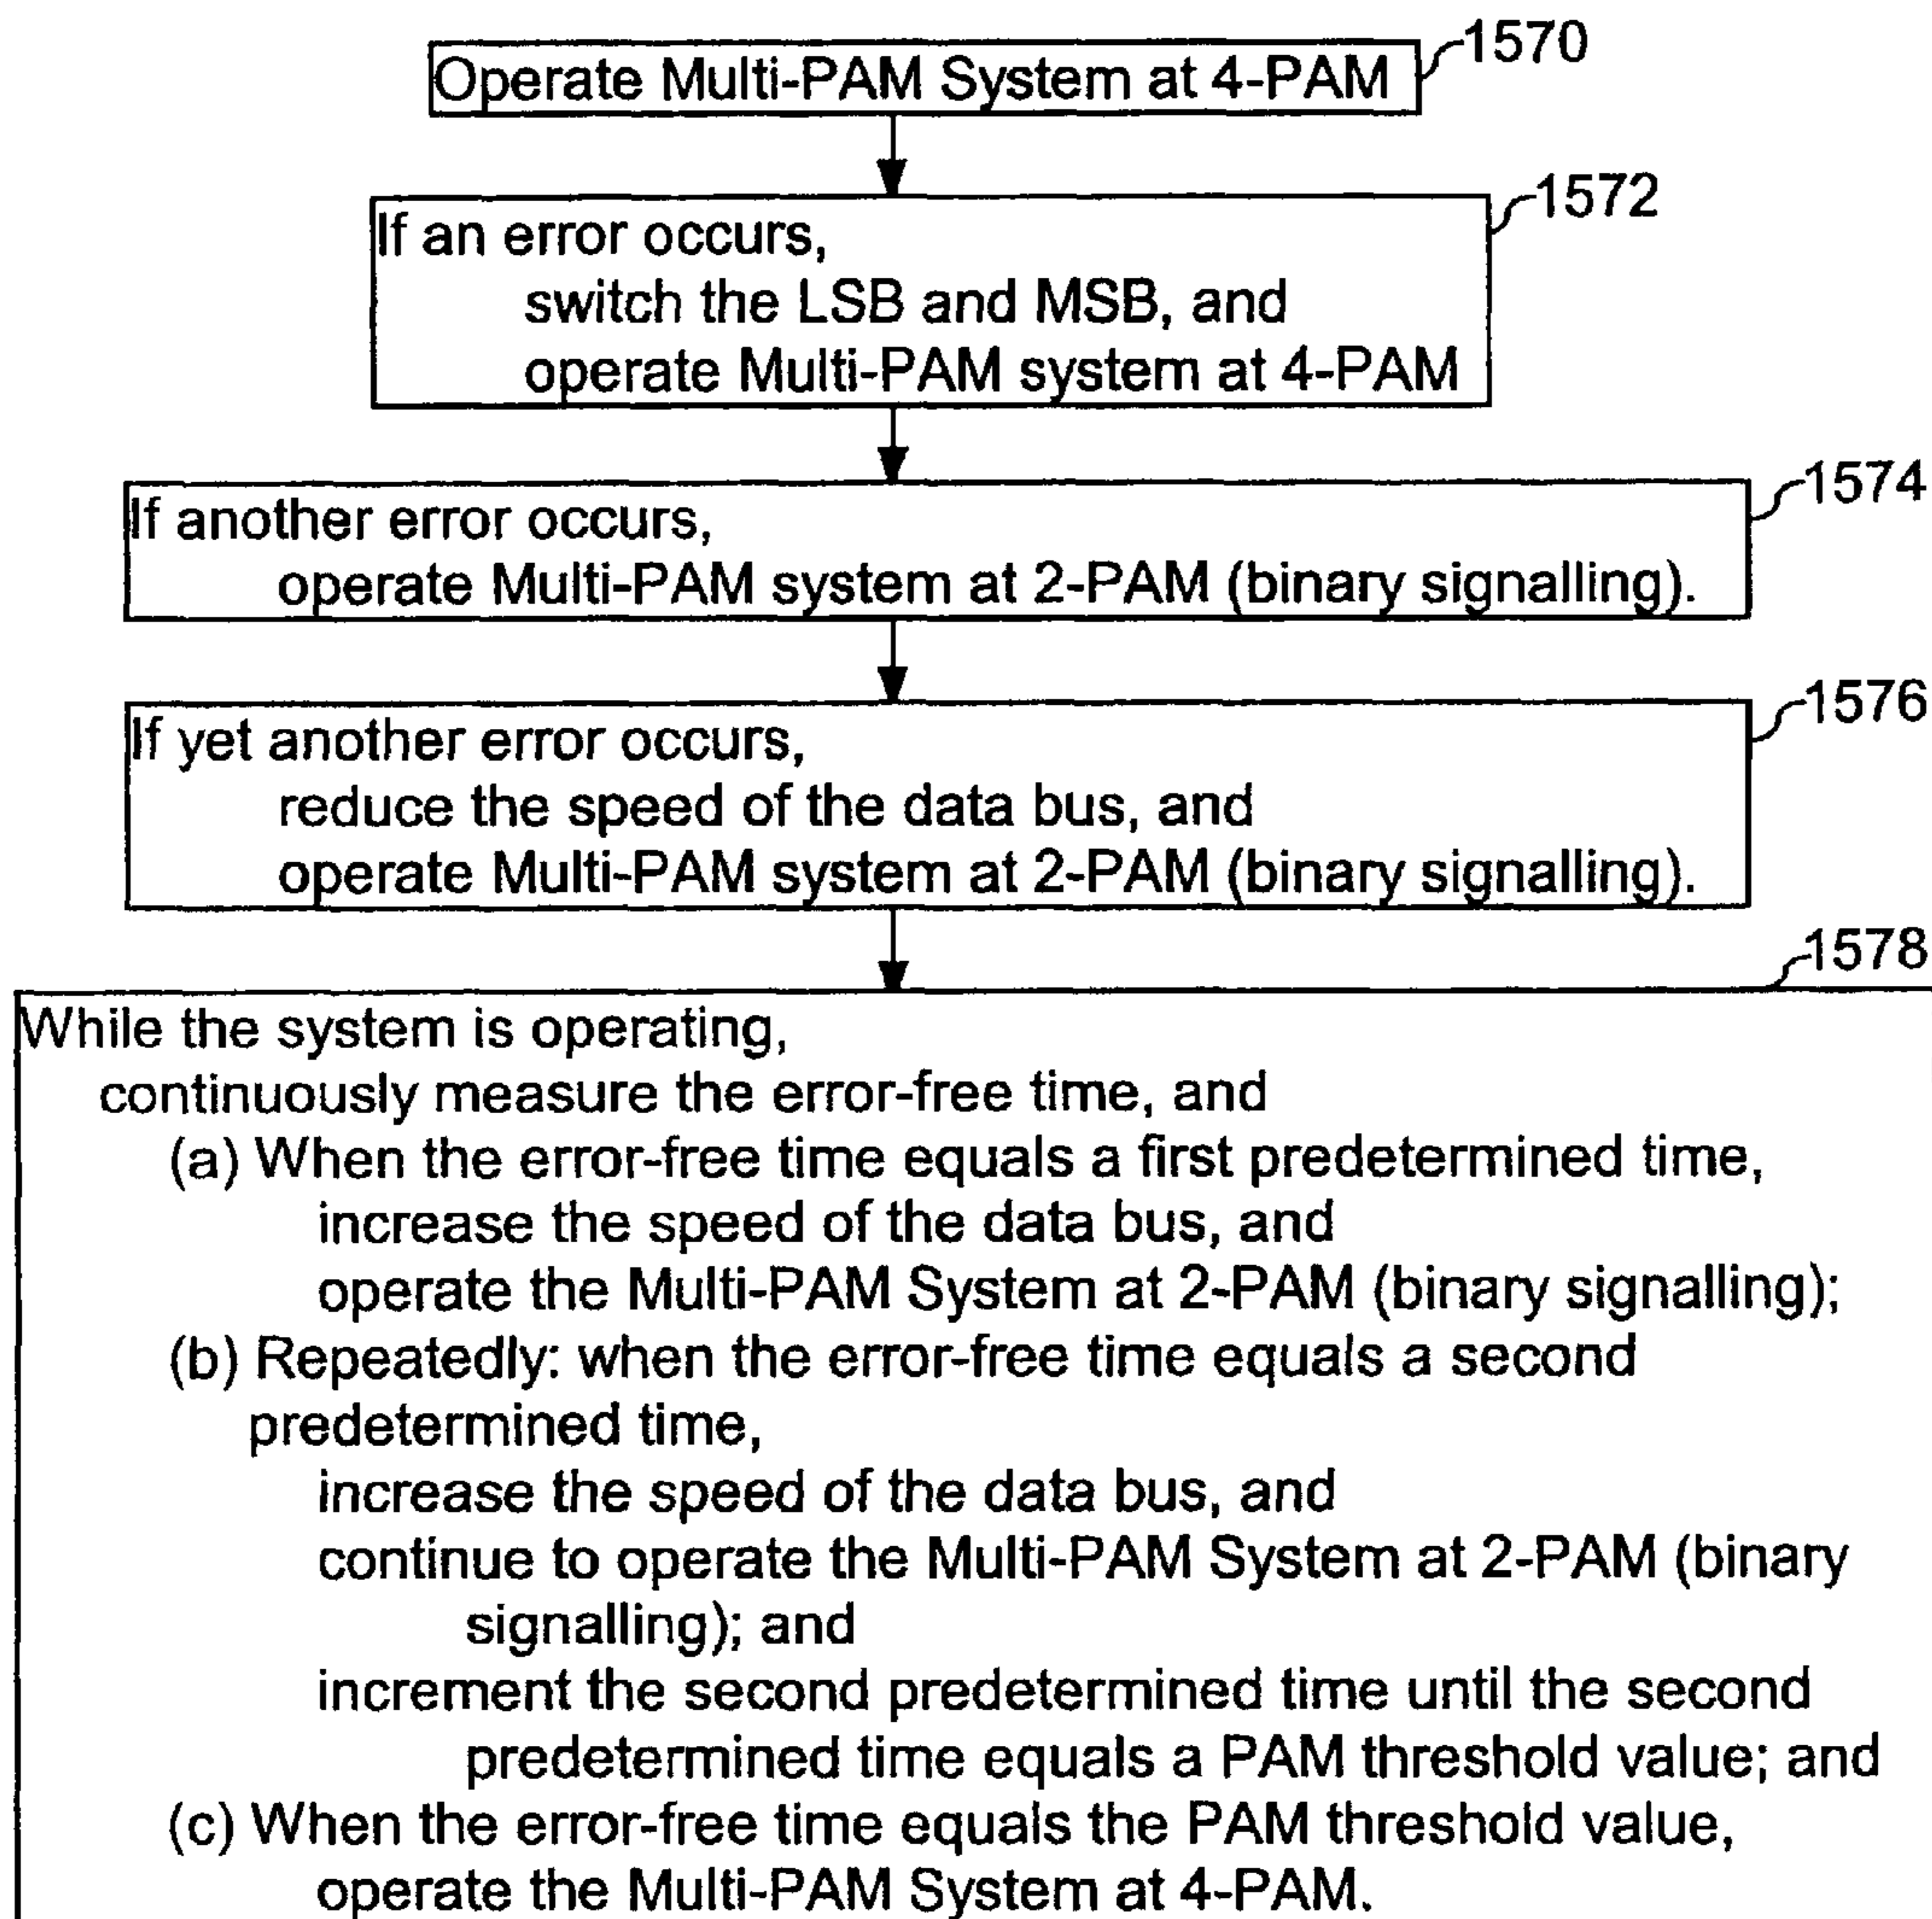 Operate Multi-PAM System at 4-PAM
1570
1572
If an error occurs,
switch the LSB and MSB, and
operate Multi-PAM system at 4-PAM
1574
If another error occurs,
operate Multi-PAM system at 2-PAM (binary signalling).
1576
If yet another error occurs,
reduce the speed of the data bus, and
operate Multi-PAM system at 2-PAM (binary signalling).
1578
While the system is operating,
continuously measure the error-free time, and
(a) When the error-free time equals a first predetermined time,
increase the speed of the data bus, and
operate the Multi-PAM System at 2-PAM (binary signalling);
(b) Repeatedly: when the error-free time equals a second
predetermined time,
increase the speed of the data bus, and
continue to operate the Multi-PAM System at 2-PAM (binary
signalling); and
increment the second predetermined time until the second
predetermined time equals a PAM threshold value; and
(c) When the error-free time equals the PAM threshold value,
operate the Multi-PAM System at 4-PAM.